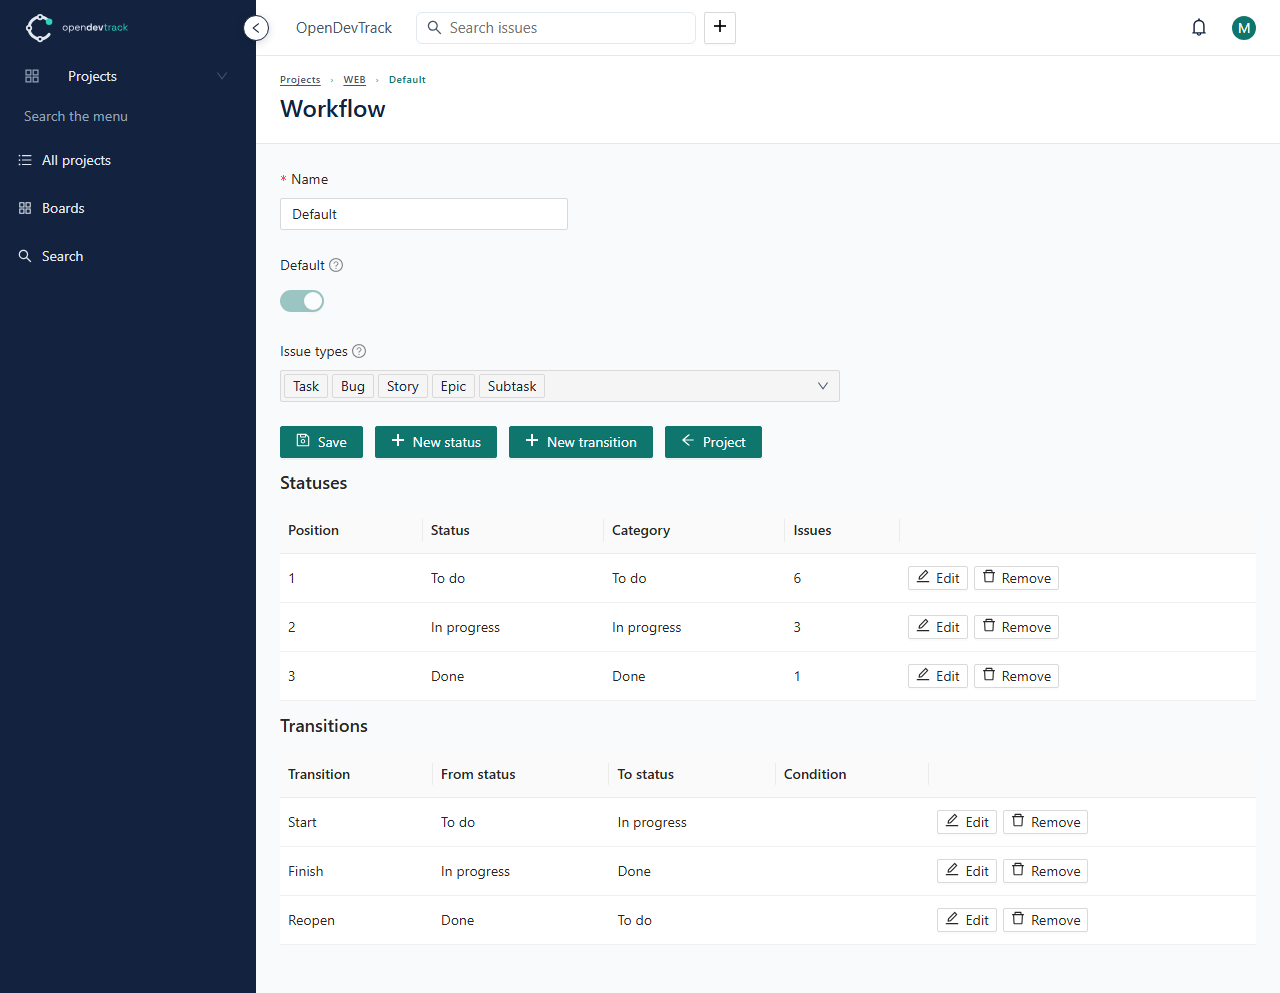 opendevtrack
OpenDevTrack
Search issues
M
Projects
Search the menu
All projects
Boards
Search
Projects › WEB › Default
Workflow
* Name
Default
Default
Issue types
Task Bug Story Epic Subtask
Save New status New transition Project
Statuses
Position Status Category Issues
1 To do To do 6 Edit Remove
2 In progress In progress 3 Edit Remove
3 Done Done 1 Edit Remove
Transitions
Transition From status To status Condition
Start To do In progress Edit Remove
Finish In progress Done Edit Remove
Reopen Done To do Edit Remove